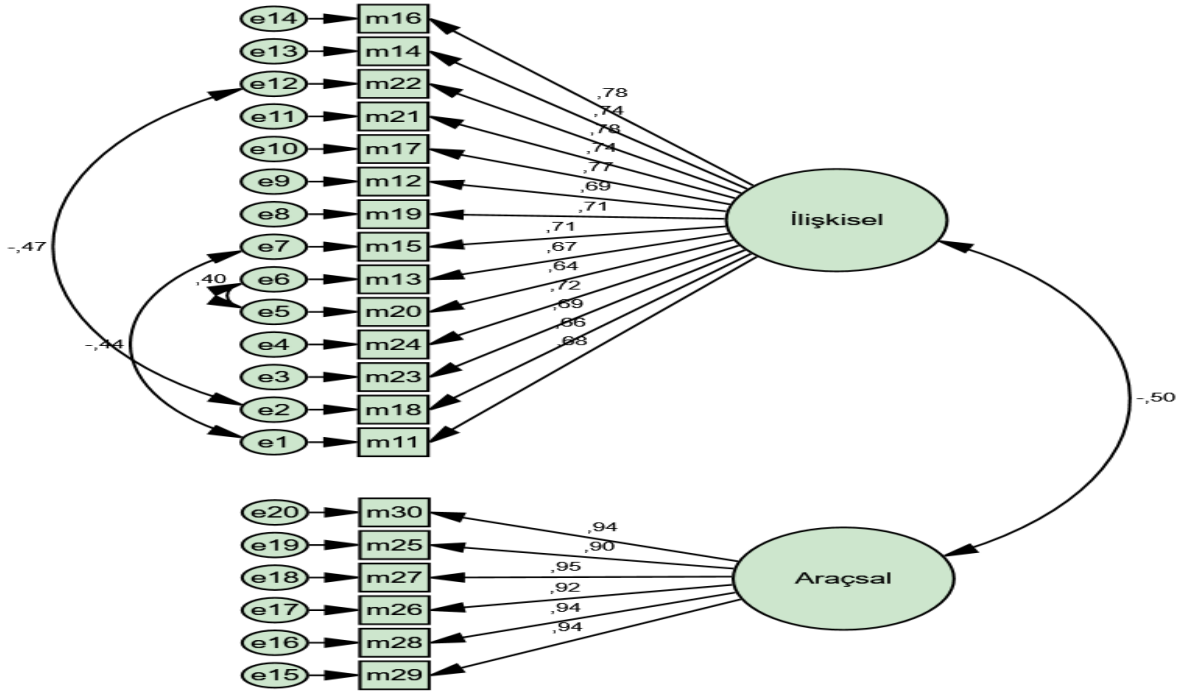 e14 m16
e13 m14
e12 m22
e11 m21
e10 m17
e9 m12
e8 m19
e7 m15
e6 m13
e5 m20
e4 m24
e3 m23
e2 m18
e1 m11
,78
,74
,78
,74
,77
,69
,71
,71
,67
,64
,72
,69
,66
,68
İlişkisel
-,47
,40
-,44
-,50
e20 m30
e19 m25
e18 m27
e17 m26
e16 m28
e15 m29
,94
,90
,95
,92
,94
,94
Araçsal